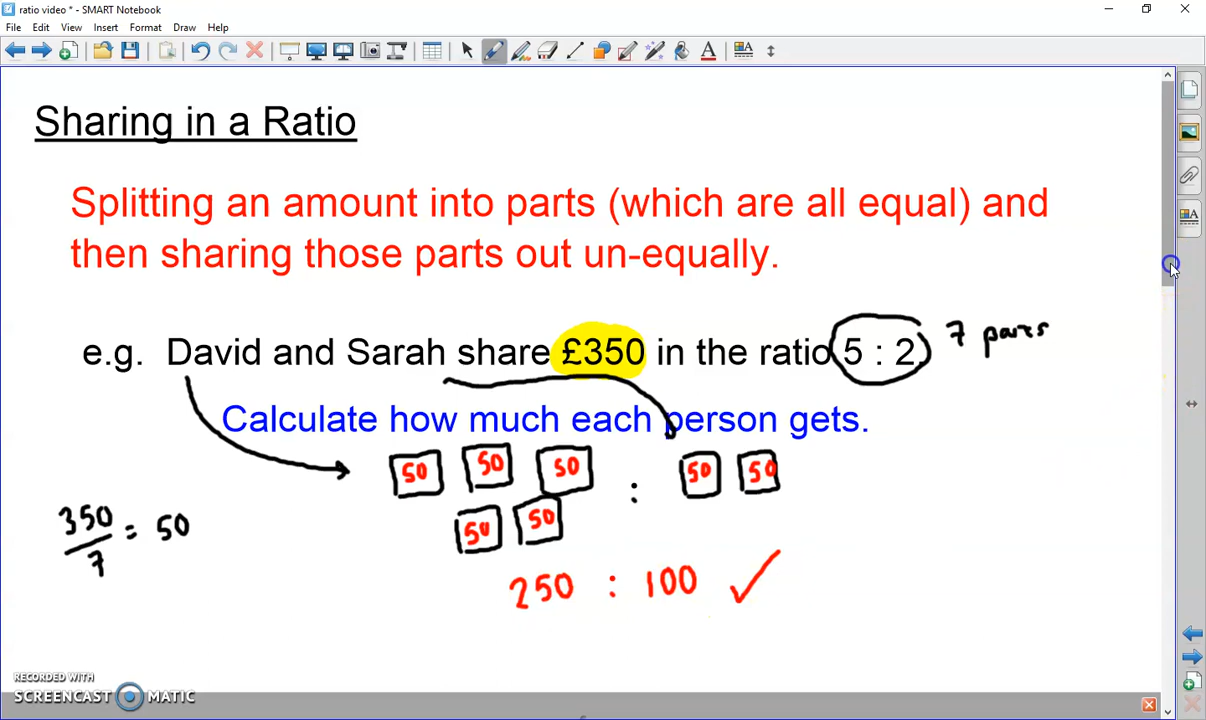 ratio video * - SMART Notebook
File Edit View Insert Format Draw Help
Sharing in a Ratio
Splitting an amount into parts (which are all equal) and
then sharing those parts out un-equally.
e.g. David and Sarah share £350 in the ratio 5 : 2
7 parts
Calculate how much each person gets.
50 50 50 : 50 50
50 50
350/7 = 50
250 : 100 ✓
RECORDED WITH
SCREENCAST MATIC